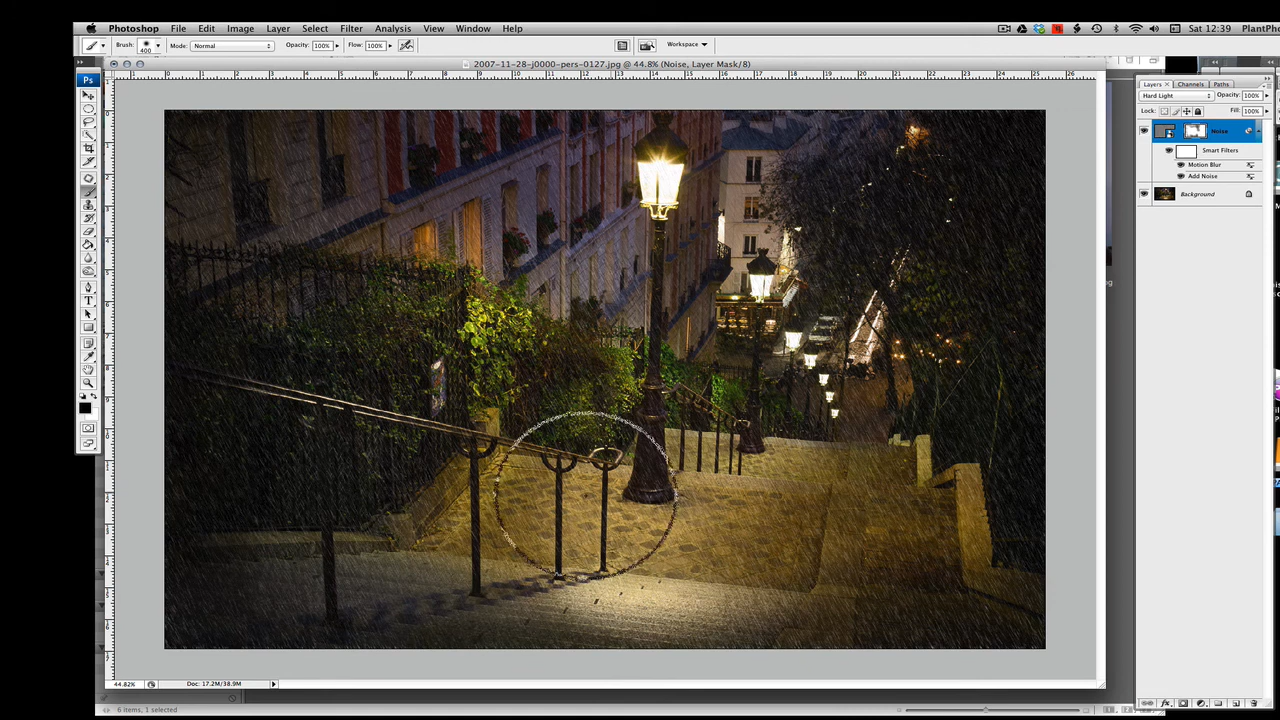 Photoshop File Edit Image Layer Select Filter Analysis View Window Help Sat 12:39 PlantPh
Brush: 400 Mode: Normal Opacity: 100% Flow: 100% Workspace
2007-11-28-J0000-pers-0127.jpg @ 44.8% (Noise, Layer Mask/8)
Ps
Layers Channels Paths
Hard Light Opacity: 100%
Lock: Fill: 100%
Noise
Smart Filters
Motion Blur
Add Noise
Background
44.82% Doc: 17.2M/38.9M
6 items, 1 selected